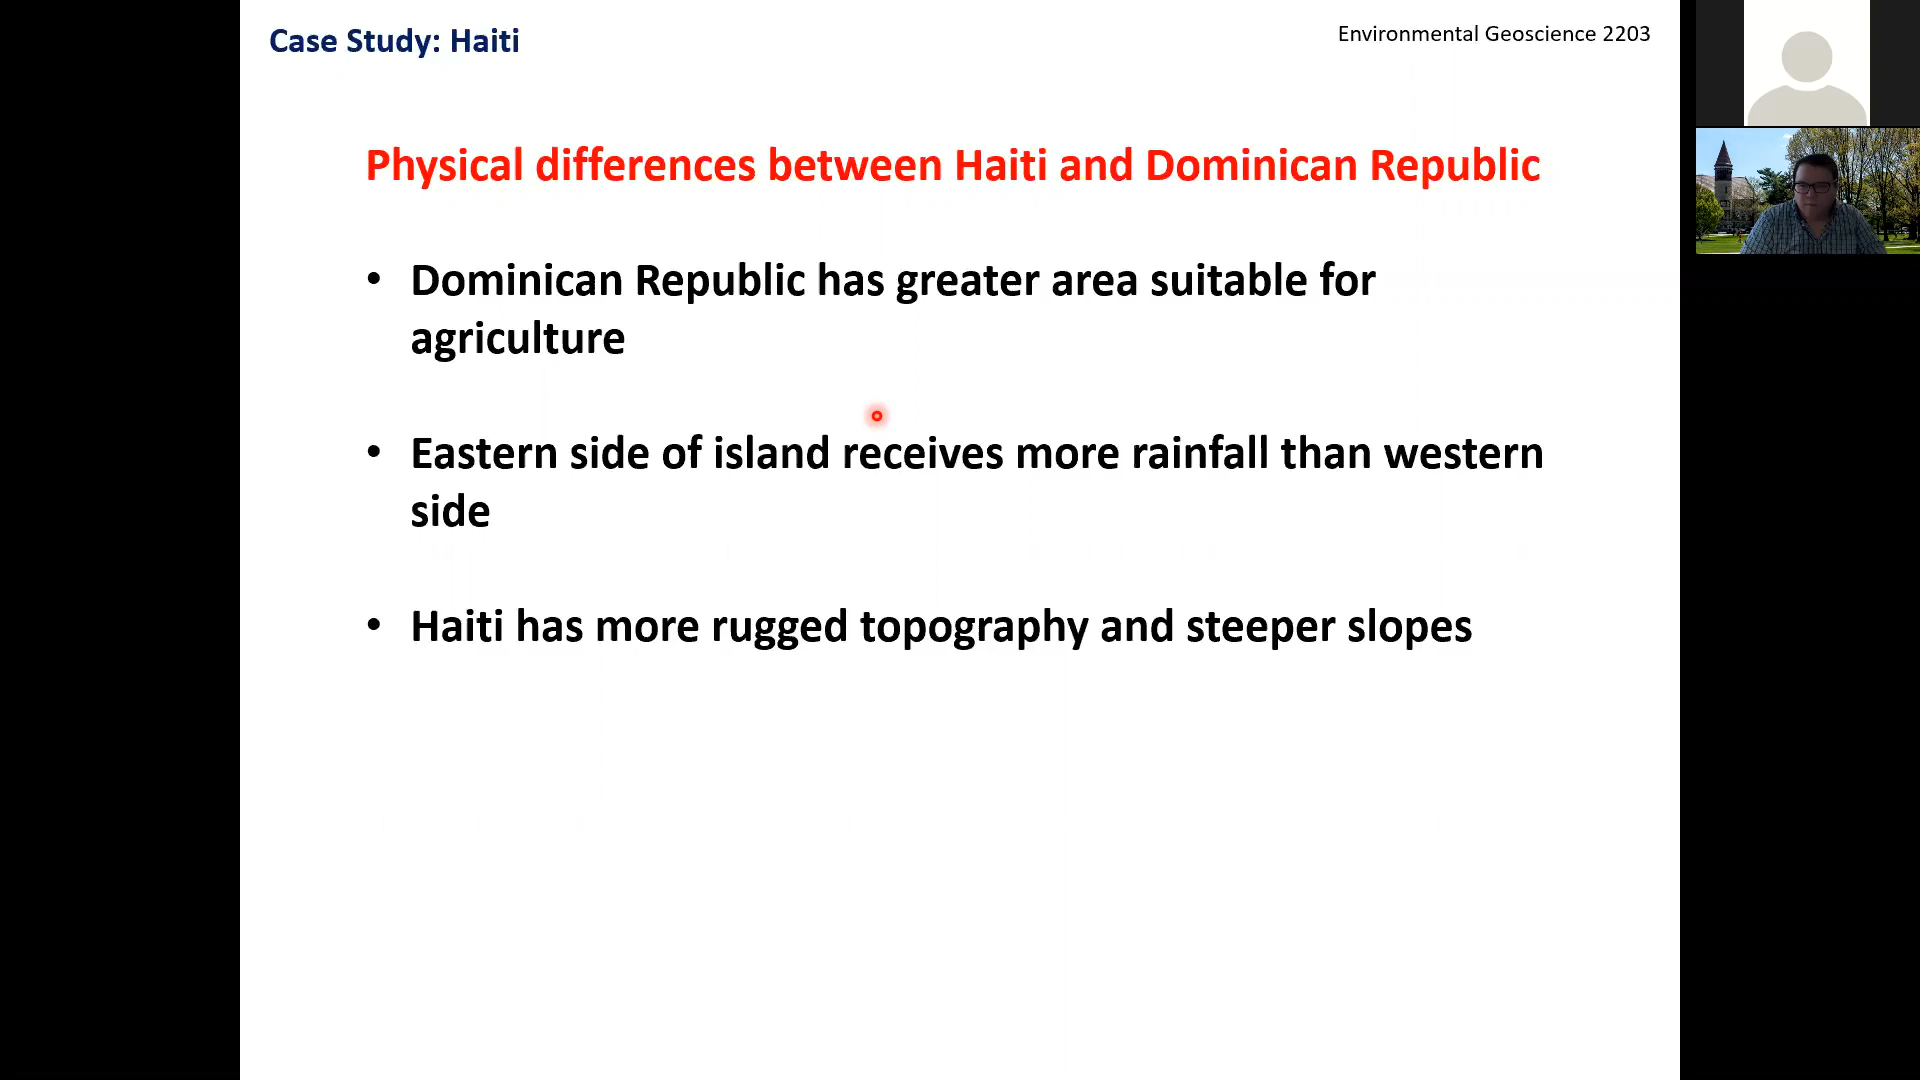 Case Study: Haiti
Environmental Geoscience 2203
Physical differences between Haiti and Dominican Republic
• Dominican Republic has greater area suitable for
agriculture
• Eastern side of island receives more rainfall than western
side
• Haiti has more rugged topography and steeper slopes